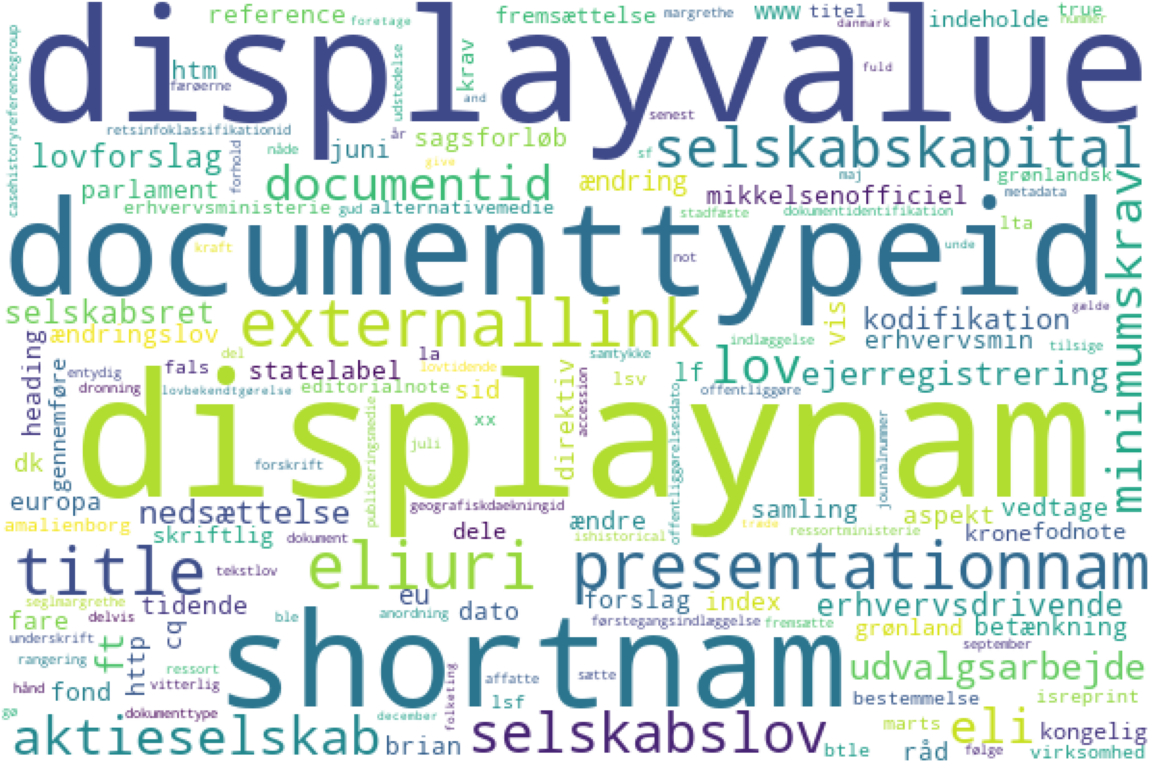 reference foretage fremsættelse margrethe www titel indeholde true
danmark nummer
displayvalue
casehistoryreferencegroup
htm færøerne udstedelse krav and fuld senest
retsinfoklassifikationid år sagsforløb
lovforslag forhold nåde juni give sf selskabskapital
parlament documentid ændring mikkelsenofficiel grønlandsk maj metadata
erhvervsministerie gud alternativemedie stadfæste dokumentidentifikation lta
documenttypeid
kraft not unde minimumskrav
selskabsret externallink vis kodifikation gælde
ændringslov erhvervsmin indlæggelse tilsige
heading entydig fals del statelabel la lovtidende samtykke lf lov ejerregistrering
dronning lovbekendtgørelse editorialnote sid lsv offentliggøre
gennemføre displaynam
xx direktiv accession juli
dk forskrift publiceringsmedie offentliggørelsesdato journalnummer
europa nedsættelse geografiskdaekningid samling aspekt vedtage
amalienborg skriftlig dokument dele ændre ishistorical træde ressortministerie krone fodnote
title tekstlov eliuri presentationnam
seglmargrethe tidende eu forslag index erhvervsdrivende
fare delvis cq ble anordning dato førstegangsindlæggelse fremsætte grønland betænkning
underskrift ft http shortnam september
rangering ressort udvalgsarbejde
hånd fond vitterlig folketing affatte sætte bestemmelse isreprint
gø dokumenttype december lsf marts eli kongelig
aktieselskab brian selskabslov btle råd følge virksomhed